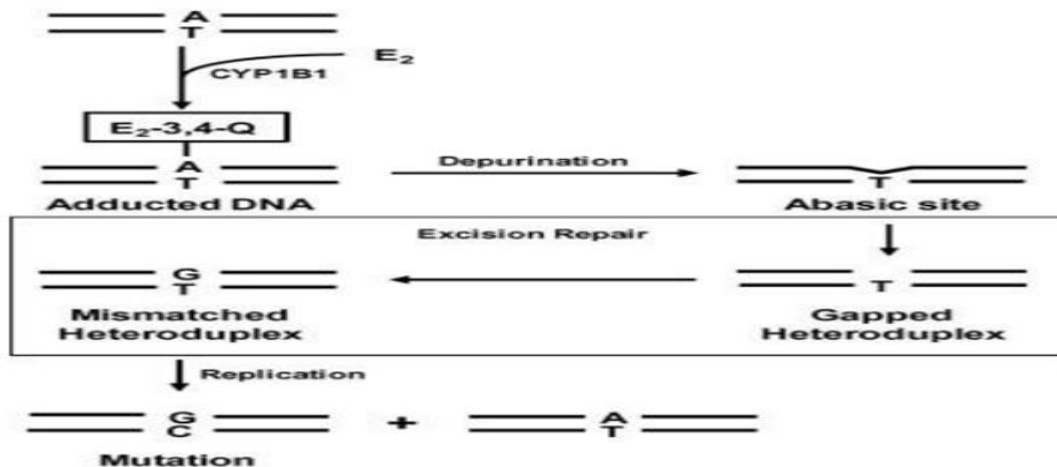 A
T
E₂
CYP1B1
E₂-3,4-Q
A
T
Adducted DNA
Depurination
T
Abasic site
Excision Repair
G
T
Mismatched
Heteroduplex
T
Gapped
Heteroduplex
Replication
G
C
+
A
T
Mutation